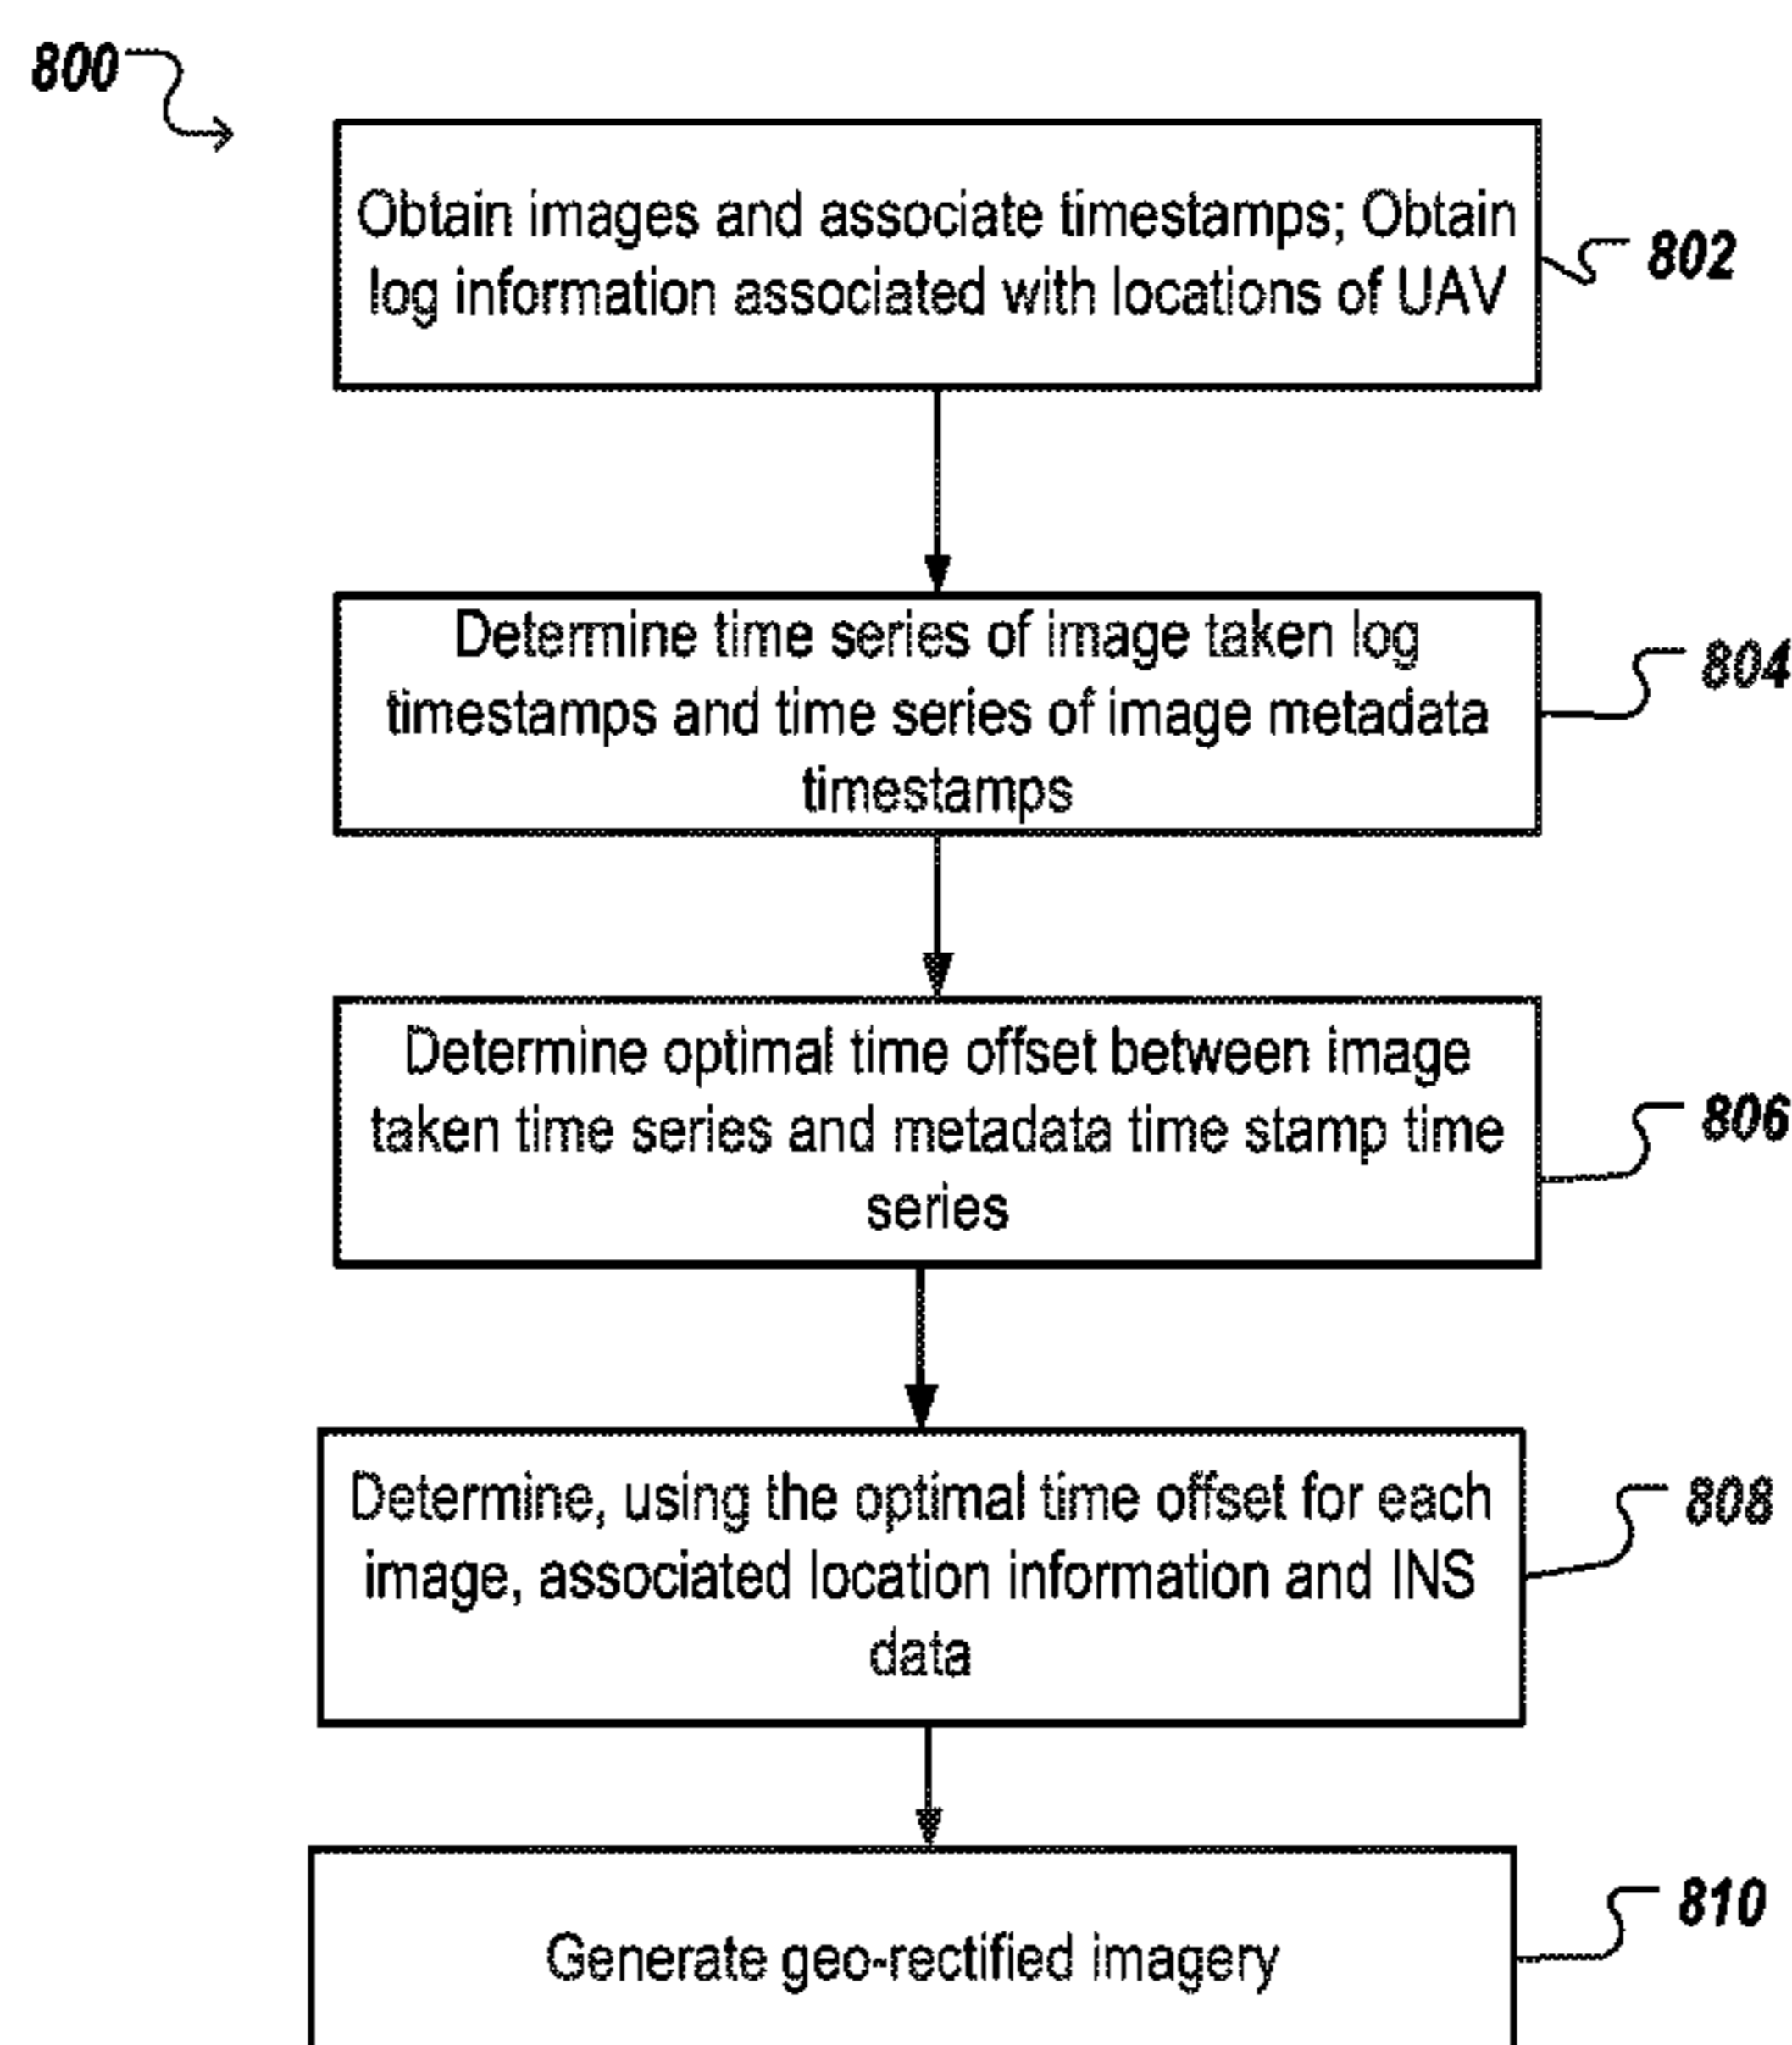 800
Obtain images and associate timestamps; Obtain
log information associated with locations of UAV
802
Determine time series of image taken log
timestamps and time series of image metadata
timestamps
804
Determine optimal time offset between image
taken time series and metadata time stamp time
series
806
Determine, using the optimal time offset for each
image, associated location information and INS
data
808
Generate geo-rectified imagery
810